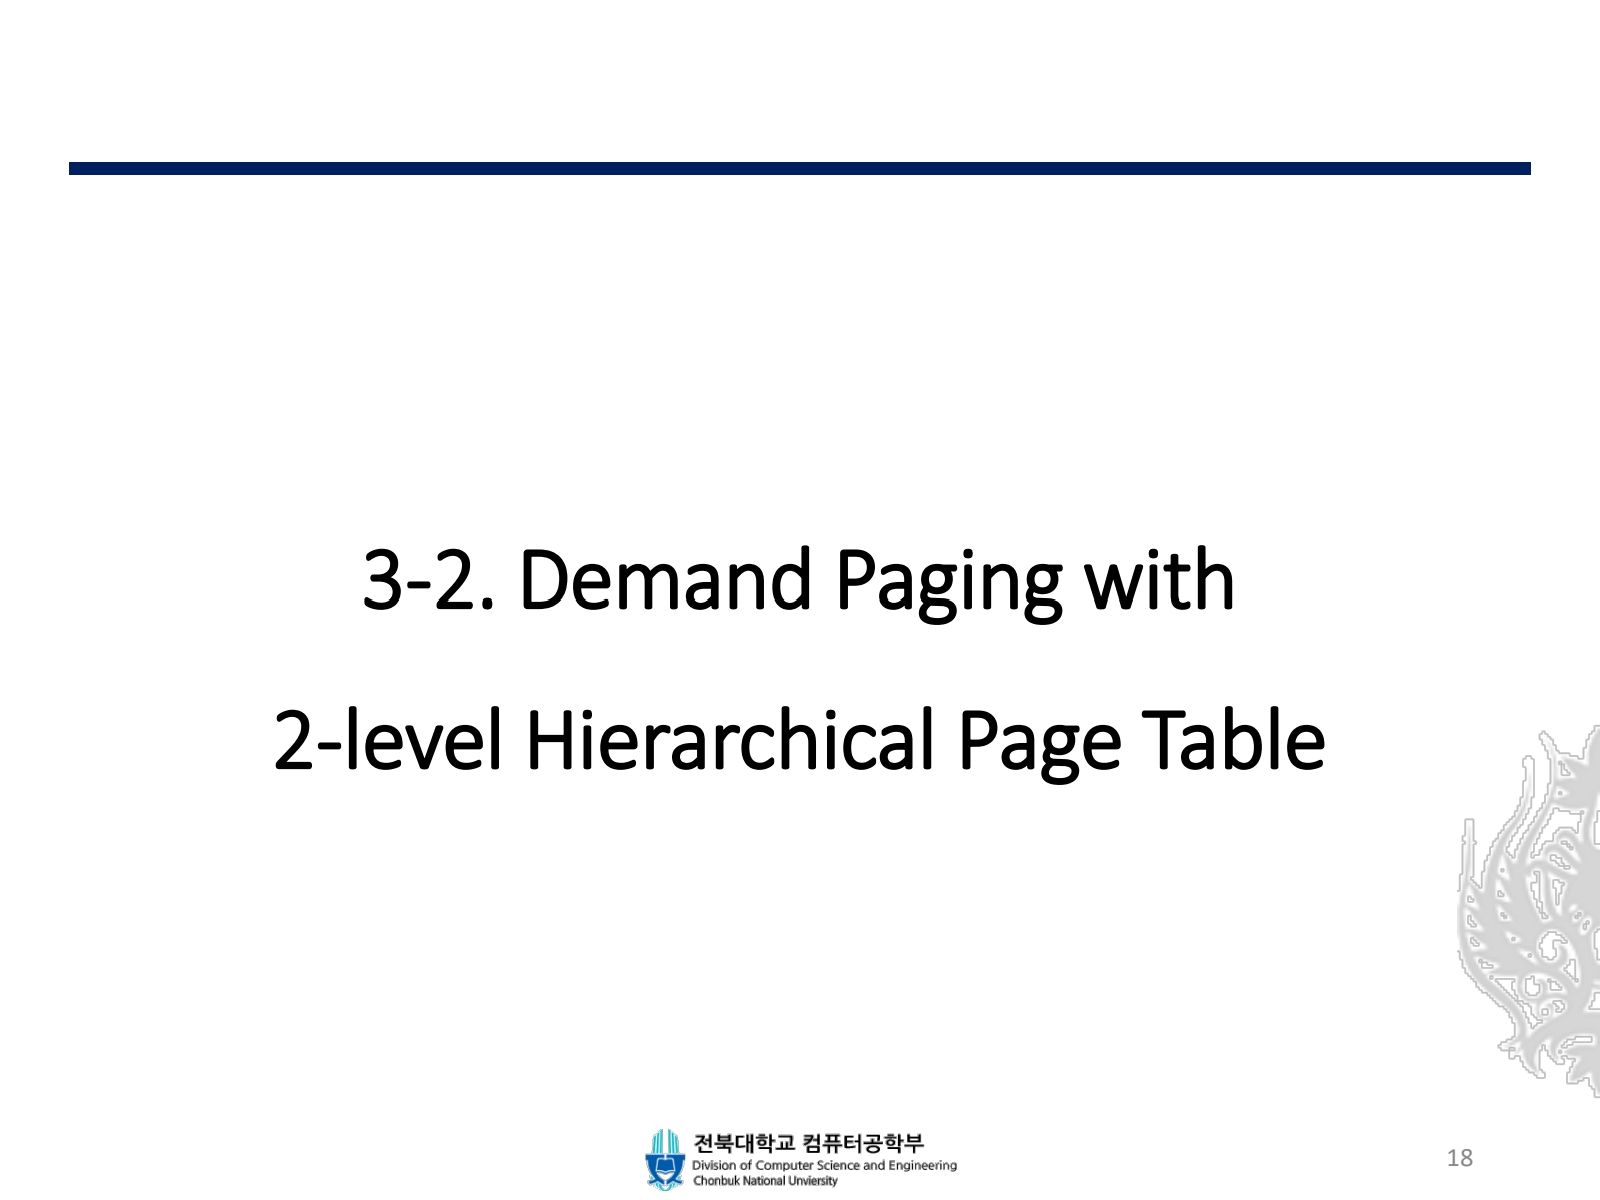 3-2. Demand Paging with
2-level Hierarchical Page Table
전북대학교 컴퓨터공학부
Division of Computer Science and Engineering
Chonbuk National Unviersity
18